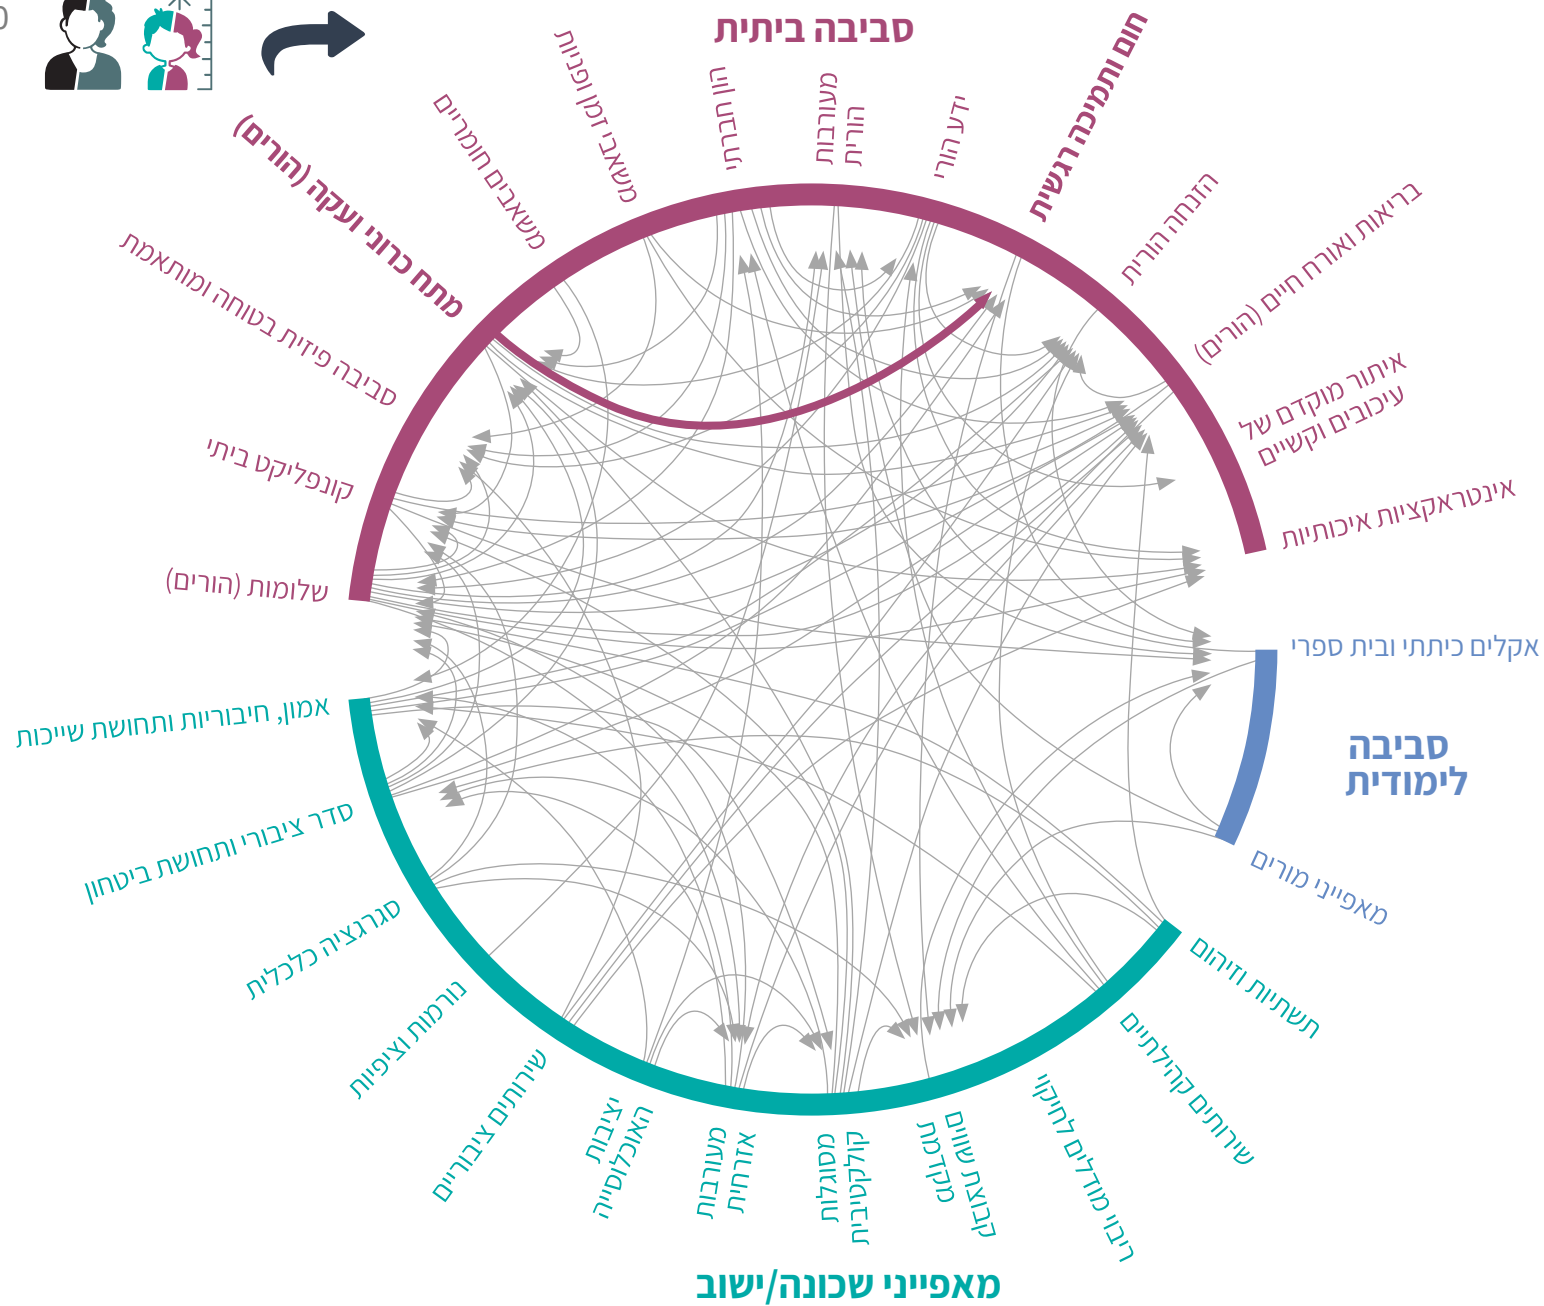 סביבה ביתית
מתח כרוני ועקה (הורים)
משאבים חומריים
משאבי זמן ופניות
הון תרבותי
מעורבות
הורית
ידע הורי
חום ותמיכה רגשית
הזנחה הורית
בריאות ואורח חיים (הורים)
איתור מוקדם של
עיכובים וקשיים
אינטראקציות איכותיות
סביבה פיזית בטוחה ומותאמת
קונפליקט ביתי
שלומות (הורים)
אקלים כיתתי ובית ספרי
סביבה
לימודית
מאפייני מורים
אמון, חיבוריות ותחושת שייכות
סדר ציבורי ותחושת ביטחון
סגרגציה כלכלית
נורמות וציפיות
שירותים ציבוריים
יציבות
האוכלוסייה
מעורבות
אזרחית
מסוגלות
קולקטיבית
קבוצת שווים
מקדמת
ריבוי מודלים לחיקוי
שירותים קהילתיים
תשתיות וזיהום
מאפייני שכונה/ישוב